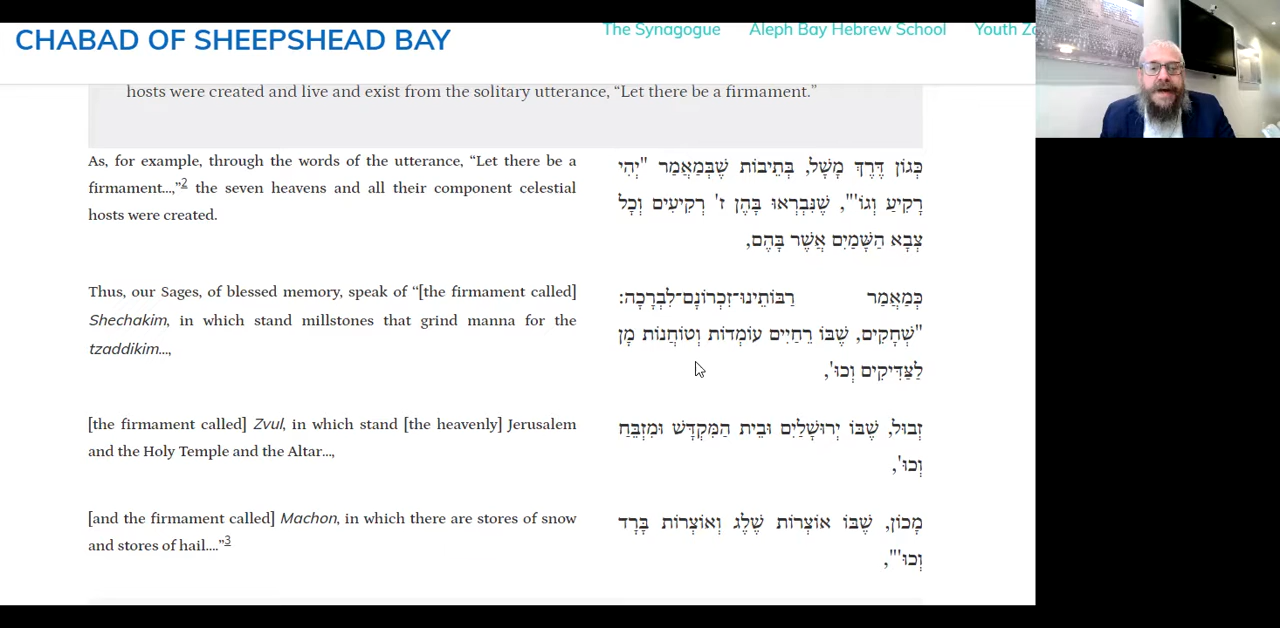 CHABAD OF SHEEPSHEAD BAY
The Synagogue Aleph Bay Hebrew School Youth
hosts were created and live and exist from the solitary utterance, “Let there be a firmament.”
As, for example, through the words of the utterance, “Let there be a
firmament…,”2 the seven heavens and all their component celestial
hosts were created.
כְּגוֹן דֶּרֶךְ מָשָׁל, בְּתֵיבוֹת שֶׁבְּמַאֲמַר "יְהִי
רָקִיעַ וְגוֹ'", שֶׁנִּבְרְאוּ בָּהֶן ז' רְקִיעִים וְכָל
צְבָא הַשָּׁמַיִם אֲשֶׁר בָּהֶם,
Thus, our Sages, of blessed memory, speak of “[the firmament called]
Shechakim, in which stand millstones that grind manna for the
tzaddikim…,
כְּמַאֲמַר רַבּוֹתֵינוּ־זִכְרוֹנָם־לִבְרָכָה:
"שְׁחָקִים, שֶׁבּוֹ רֵחַיִים עוֹמְדוֹת וְטוֹחֲנוֹת מָן
לַצַּדִּיקִים וְכוּ',
[the firmament called] Zvul, in which stand [the heavenly] Jerusalem
and the Holy Temple and the Altar…,
זְבוּל, שֶׁבּוֹ יְרוּשָׁלַיִם וּבֵית הַמִּקְדָּשׁ וּמִזְבֵּחַ
וְכוּ',
[and the firmament called] Machon, in which there are stores of snow
and stores of hail….”3
מָכוֹן, שֶׁבּוֹ אוֹצְרוֹת שֶׁלֶג וְאוֹצְרוֹת בָּרָד
וְכוּ'",